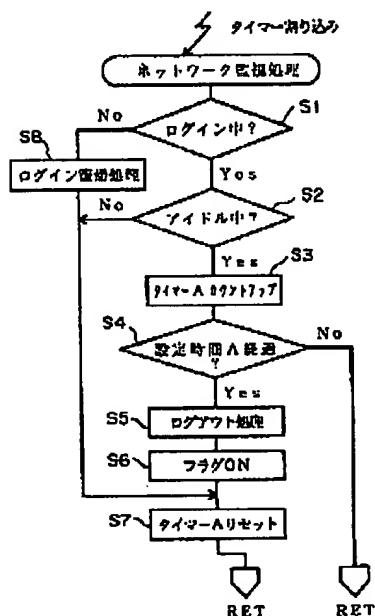 タイマー割り込み
ネットワーク監視処理
S1
ログイン中?
No
Yes
S8
ログイン監視処理
S2
アイドル中?
No
Yes
S3
タイマーAカウントアップ
S4
設定時間A経過
?
No
Yes
S5
ログアウト処理
S6
フラグON
S7
タイマーAリセット
RET
RET